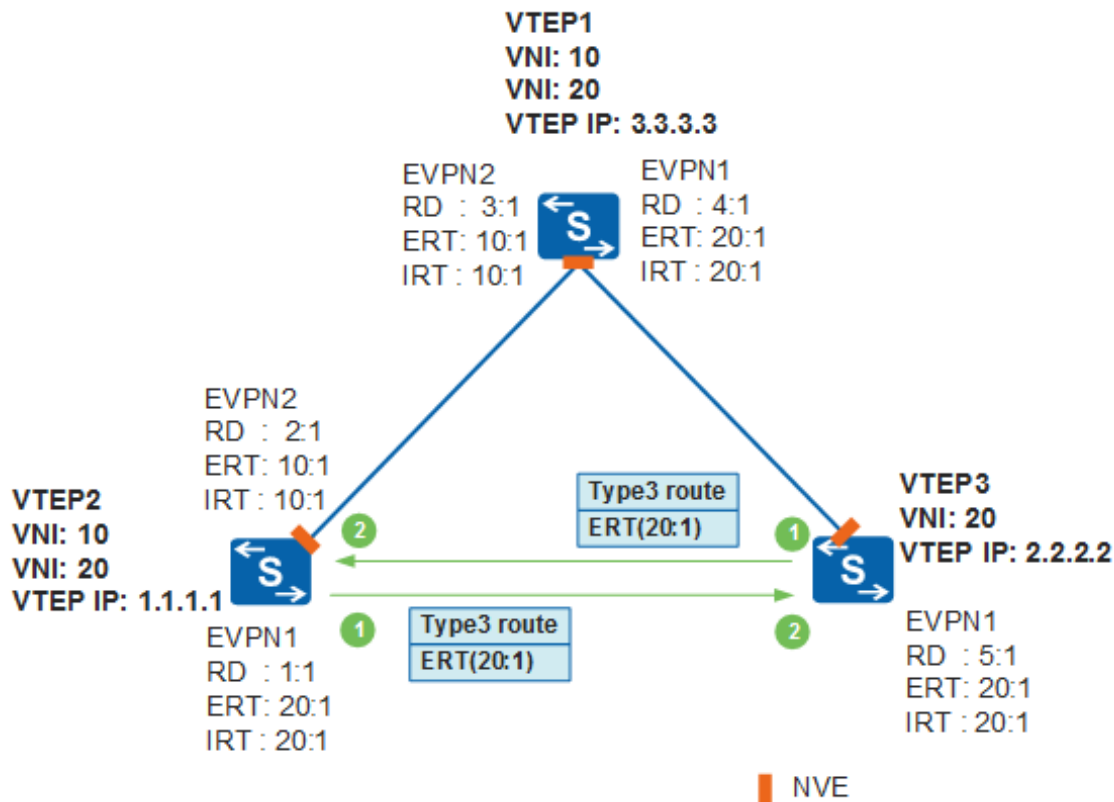 VTEP1
VNI: 10
VNI: 20
VTEP IP: 3.3.3.3
EVPN2
RD : 3:1
ERT: 10:1
IRT : 10:1
S
EVPN1
RD : 4:1
ERT: 20:1
IRT : 20:1
EVPN2
RD : 2:1
ERT: 10:1
IRT : 10:1
VTEP2
VNI: 10
VNI: 20
VTEP IP: 1.1.1.1
S
EVPN1
RD : 1:1
ERT: 20:1
IRT : 20:1
2
Type3 route
ERT(20:1)
1
1
Type3 route
ERT(20:1)
2
VTEP3
VNI: 20
VTEP IP: 2.2.2.2
S
EVPN1
RD : 5:1
ERT: 20:1
IRT : 20:1
NVE